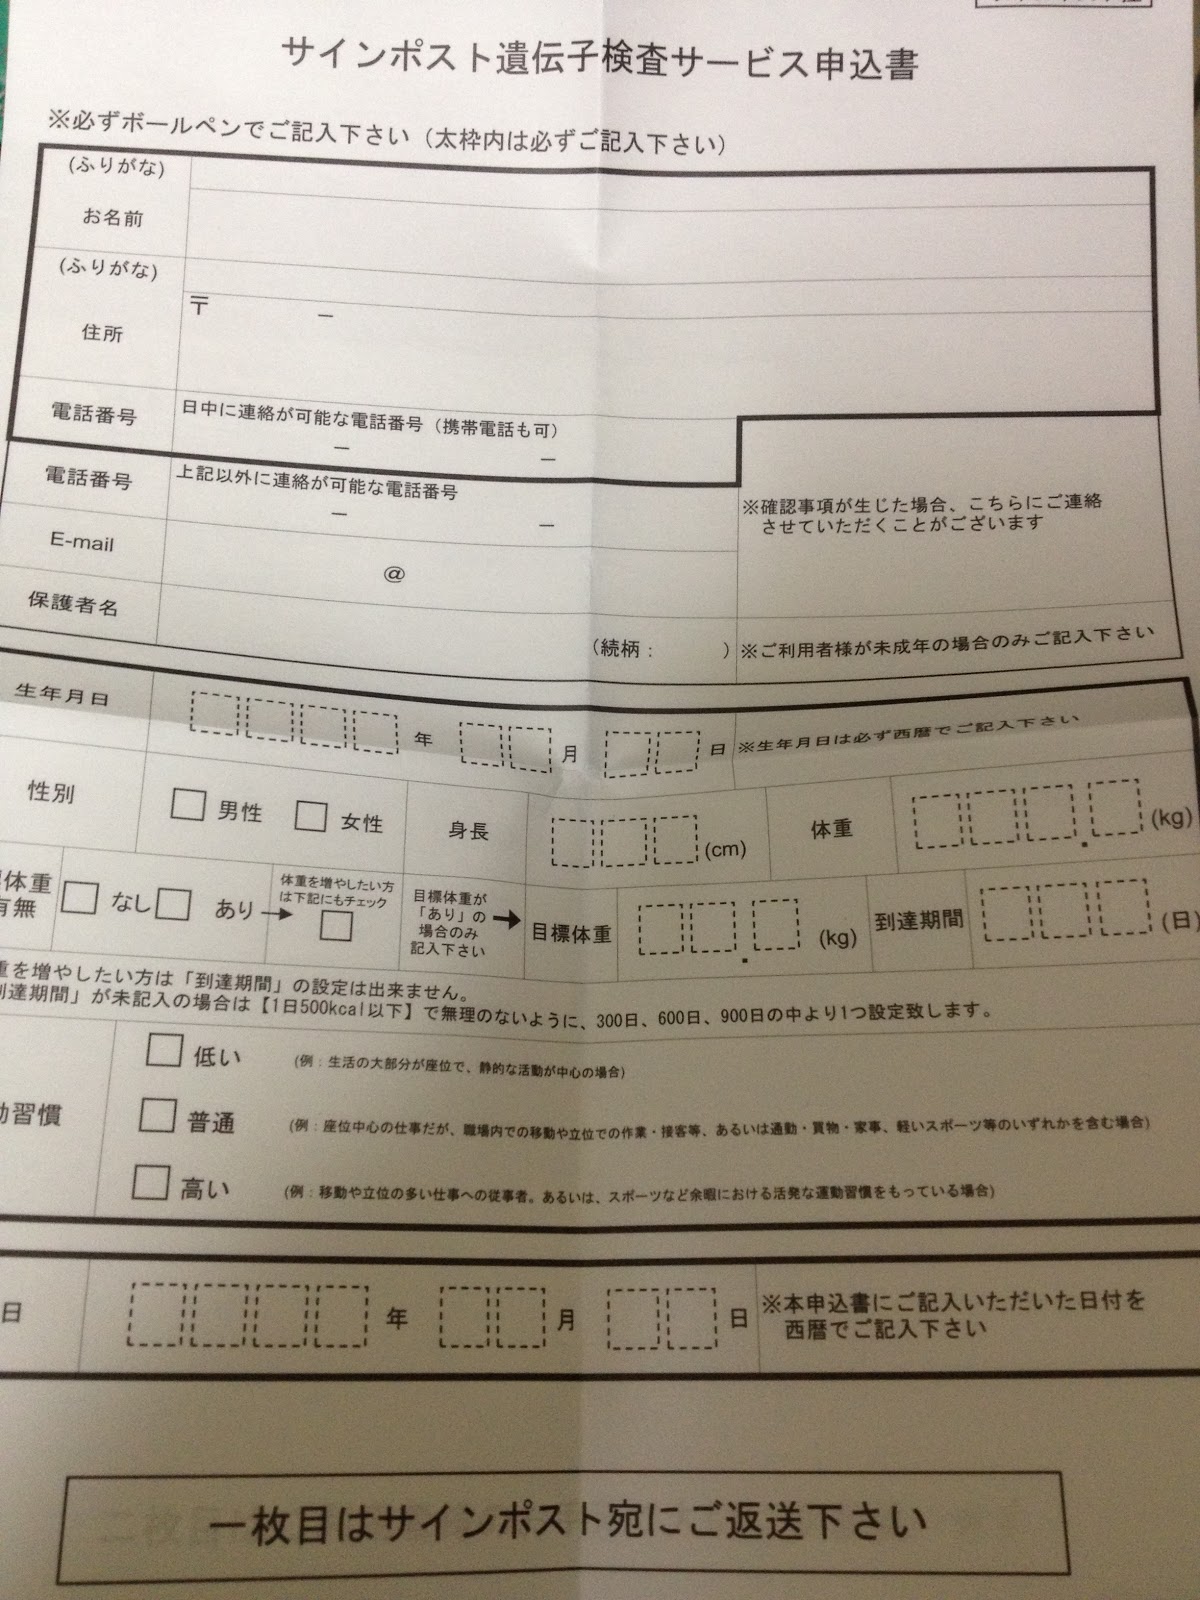 サインポスト遺伝子検査サービス申込書
※必ずボールペンでご記入下さい（太枠内は必ずご記入下さい）
(ふりがな)
お名前
(ふりがな)
住所
〒 －
電話番号
日中に連絡が可能な電話番号（携帯電話も可）
－ －
電話番号
上記以外に連絡が可能な電話番号
－ －
※確認事項が生じた場合、こちらにご連絡
させていただくことがございます
E-mail
@
保護者名
（続柄： ）
※ご利用者様が未成年の場合のみご記入下さい
生年月日
年 月 日
※生年月日は必ず西暦でご記入下さい
性別
男性 女性
身長
(cm)
体重
. (kg)
体重
有無
なし あり→
体重を増やしたい方
は下記にもチェック
目標体重が
「あり」の
場合のみ
記入下さい
→
目標体重
. (kg)
到達期間
(日)
重を増やしたい方は「到達期間」の設定は出来ません。
到達期間」が未記入の場合は【1日500kcal以下】で無理のないように、300日、600日、900日の中より1つ設定致します。
動習慣
低い (例：生活の大部分が座位で、静的な活動が中心の場合)
普通 (例：座位中心の仕事だが、職場内での移動や立位での作業・接客等、あるいは通勤・買物・家事、軽いスポーツ等のいずれかを含む場合)
高い (例：移動や立位の多い仕事への従事者。あるいは、スポーツなど余暇における活発な運動習慣をもっている場合)
日
年 月 日
※本申込書にご記入いただいた日付を
西暦でご記入下さい
一枚目はサインポスト宛にご返送下さい